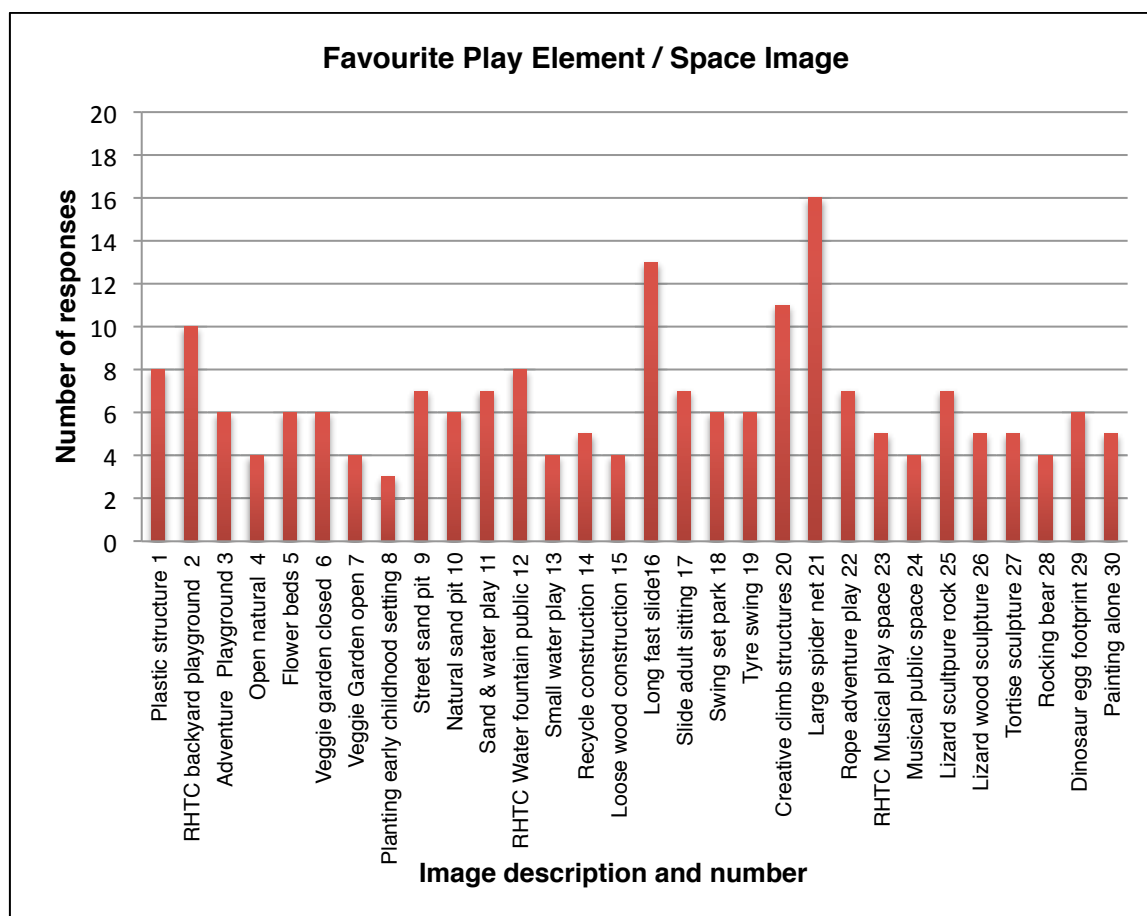 Favourite Play Element / Space Image
Number of responses
20
18
16
14
12
10
8
6
4
2
0
Plastic structure 1
RHTC backyard playground 2
Adventure Playground 3
Open natural 4
Flower beds 5
Veggie garden closed 6
Veggie Garden open 7
Planting early childhood setting 8
Street sand pit 9
Natural sand pit 10
Sand & water play 11
RHTC Water fountain public 12
Small water play 13
Recycle construction 14
Loose wood construction 15
Long fast slide16
Slide adult sitting 17
Swing set park 18
Tyre swing 19
Creative climb structures 20
Large spider net 21
Rope adventure play 22
RHTC Musical play space 23
Musical public space 24
Lizard scultpure rock 25
Lizard wood sculpture 26
Tortise sculpture 27
Rocking bear 28
Dinosaur egg footprint 29
Painting alone 30
Image description and number